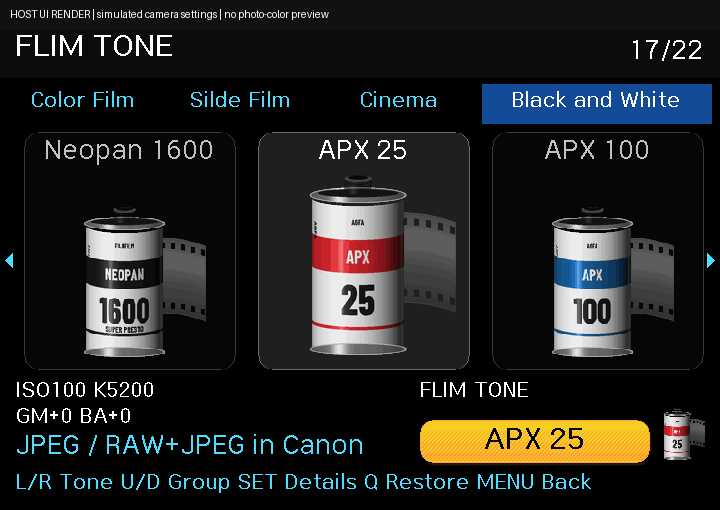 HOST UI RENDER | simulated camera settings | no photo-color preview
FLIM TONE
17/22
Color Film
Silde Film
Cinema
Black and White
Neopan 1600
APX 25
APX 100
FUJIFILM
NEOPAN
1600
SUPER PRESTO
AGFA
APX
25
AGFA
APX
100
ISO100 K5200
GM+0 BA+0
JPEG / RAW+JPEG in Canon
FLIM TONE
APX 25
APX
25
L/R Tone U/D Group SET Details Q Restore MENU Back